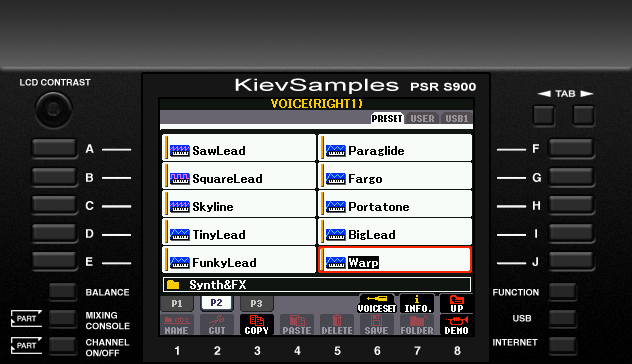 LCD CONTRAST
KievSamples PSR S900
TAB
VOICE(RIGHT1)
PRESET USER USB1
A SawLead Paraglide F
B SquareLead Fargo G
C Skyline Portatone H
D TinyLead BigLead I
E FunkyLead Warp J
Synth&FX
BALANCE P1 P2 P3 VOICESET INFO. UP FUNCTION
PART MIXING CONSOLE NAME CUT COPY PASTE DELETE SAVE FOLDER DEMO USB
PART CHANNEL ON/OFF INTERNET
1 2 3 4 5 6 7 8